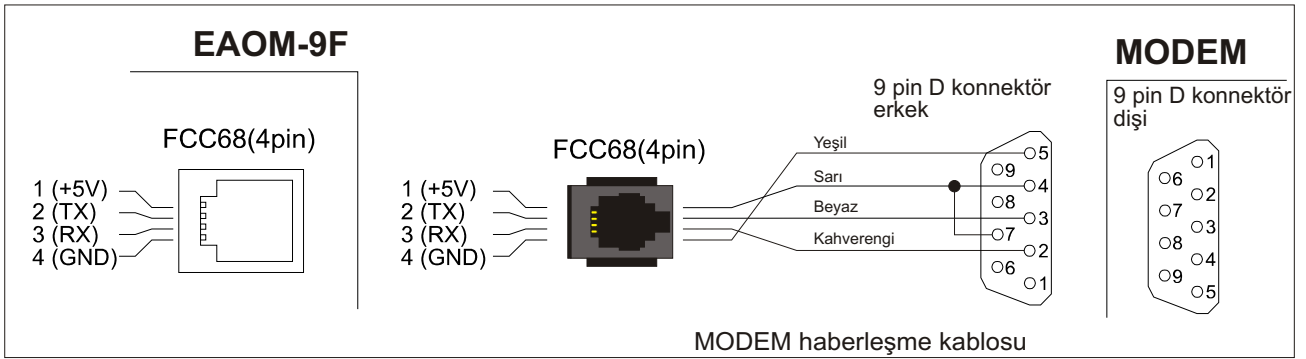 EAOM-9F
FCC68(4pin)
1 (+5V)
2 (TX)
3 (RX)
4 (GND)
FCC68(4pin)
1 (+5V)
2 (TX)
3 (RX)
4 (GND)
Yeşil
Sarı
Beyaz
Kahverengi
9 pin D konnektör
erkek
5
9
4
8
3
7
2
6
1
MODEM
9 pin D konnektör
dişi
1
6
2
7
3
8
4
9
5
MODEM haberleşme kablosu